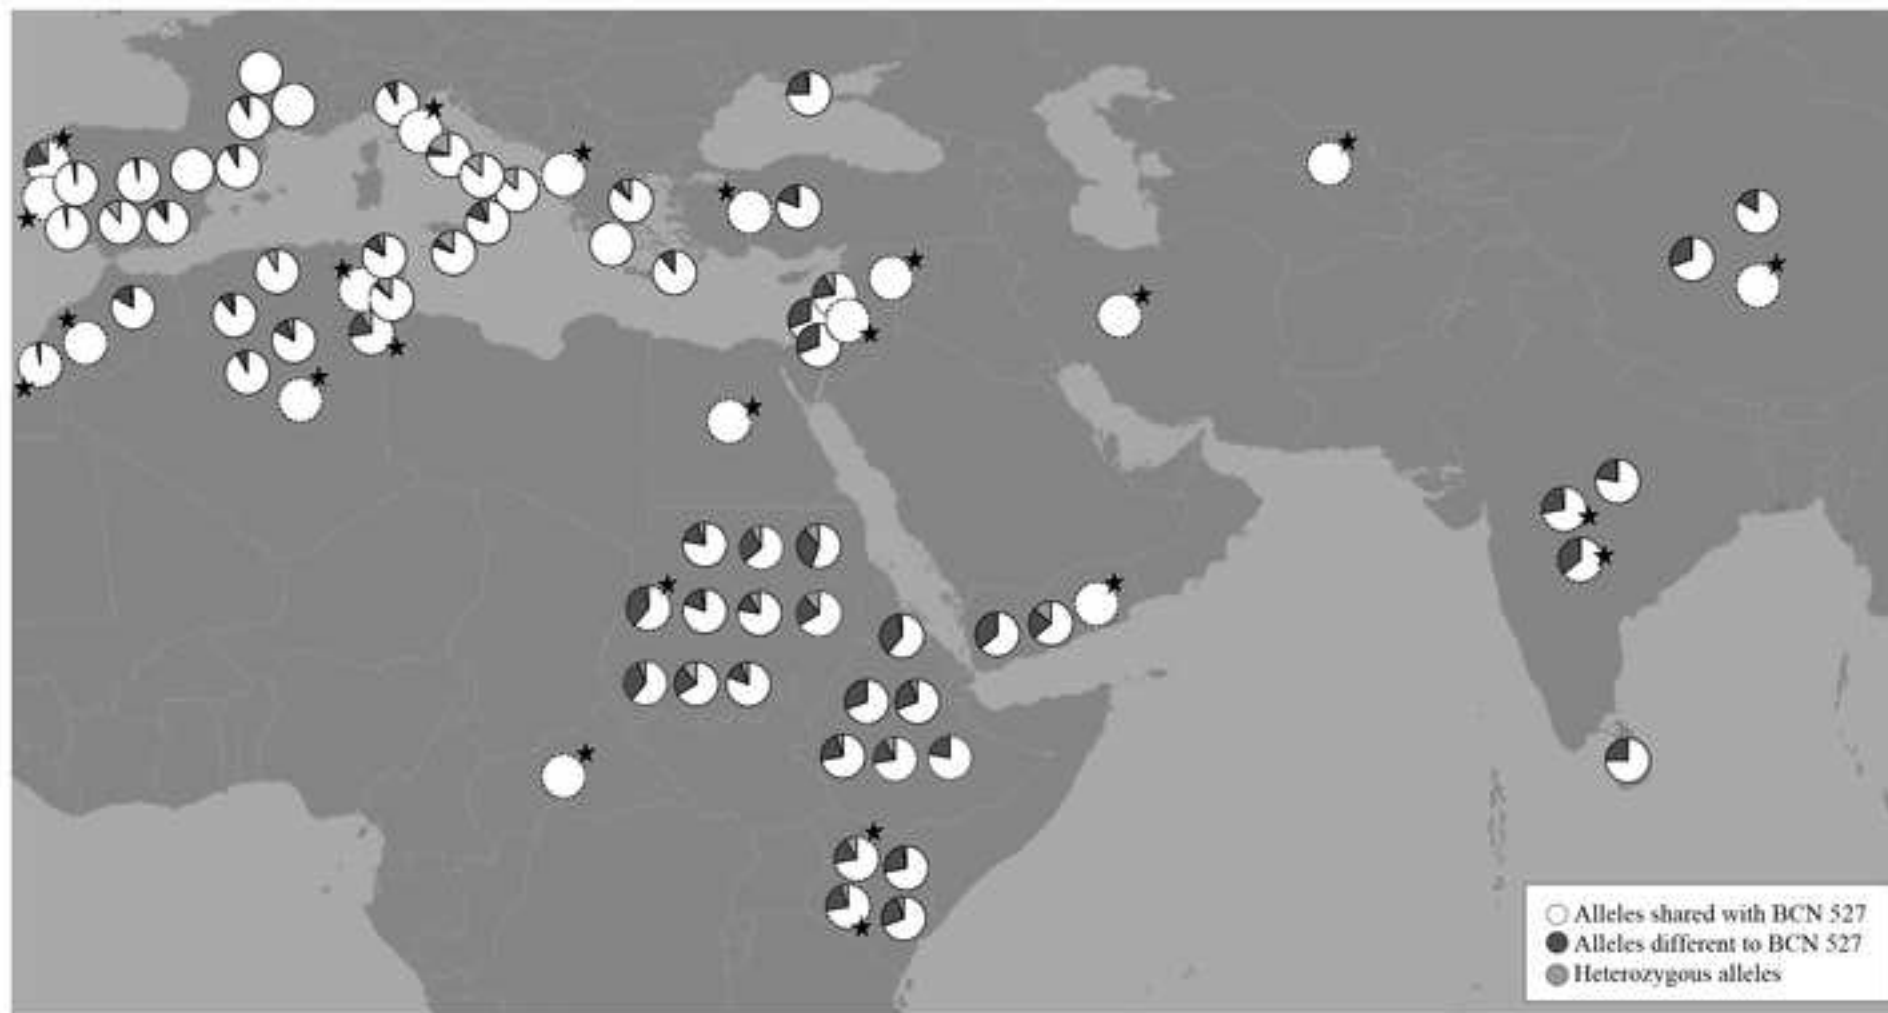 Alleles shared with BCN 527
Alleles different to BCN 527
Heterozygous alleles